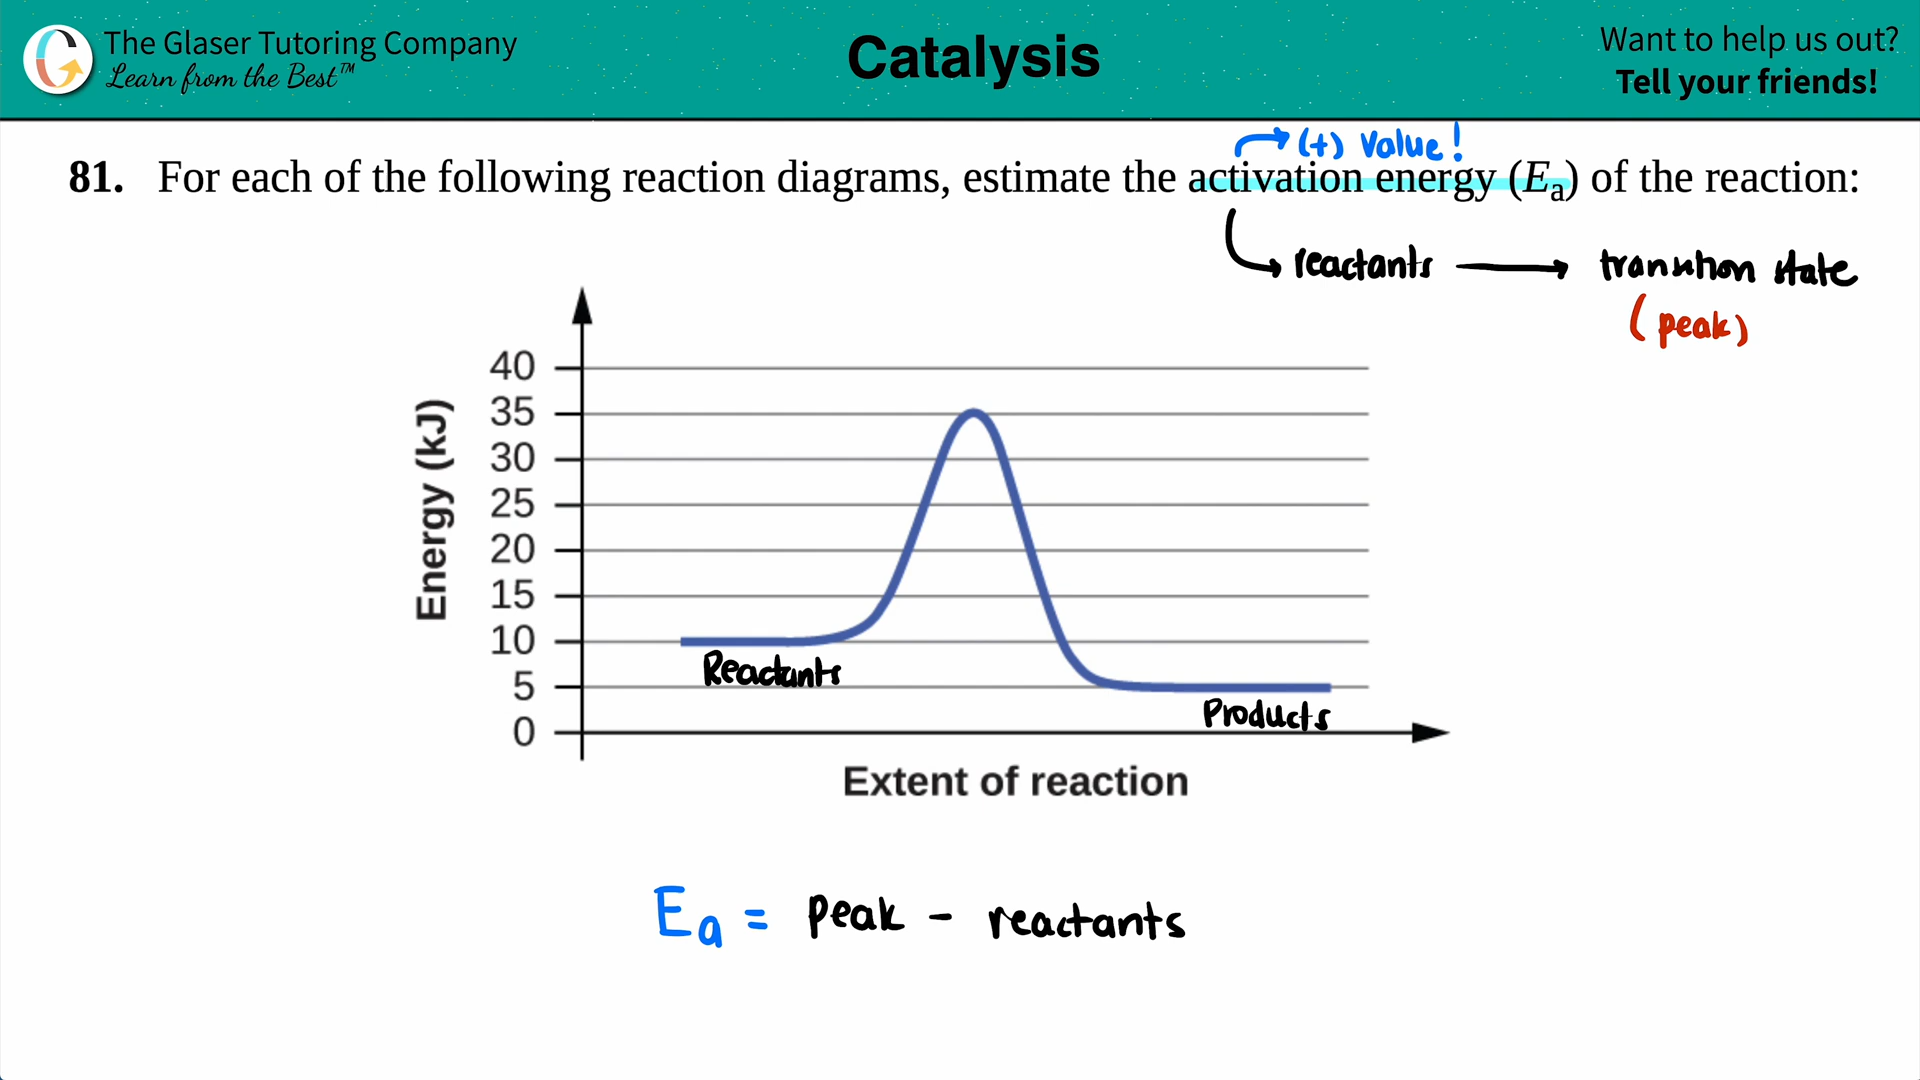 The Glaser Tutoring Company
Learn from the Best™
Catalysis
Want to help us out?
Tell your friends!
(+) Value!
81. For each of the following reaction diagrams, estimate the activation energy (Ea) of the reaction:
reactants → transition state
(peak)
Energy (kJ)
40
35
30
25
20
15
10
5
0
Reactants
Products
Extent of reaction
Ea = peak - reactants